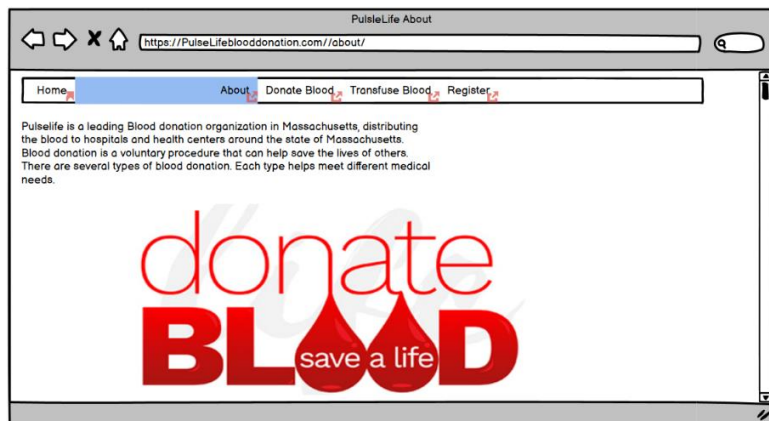 PulsleLife About
https://PulseLifeblooddonation.com//about/
Home About Donate Blood Transfuse Blood Register
Pulselife is a leading Blood donation organization in Massachusetts, distributing
the blood to hospitals and health centers around the state of Massachusetts.
Blood donation is a voluntary procedure that can help save the lives of others.
There are several types of blood donation. Each type helps meet different medical
needs.
life
donate
BLOOD
save a life